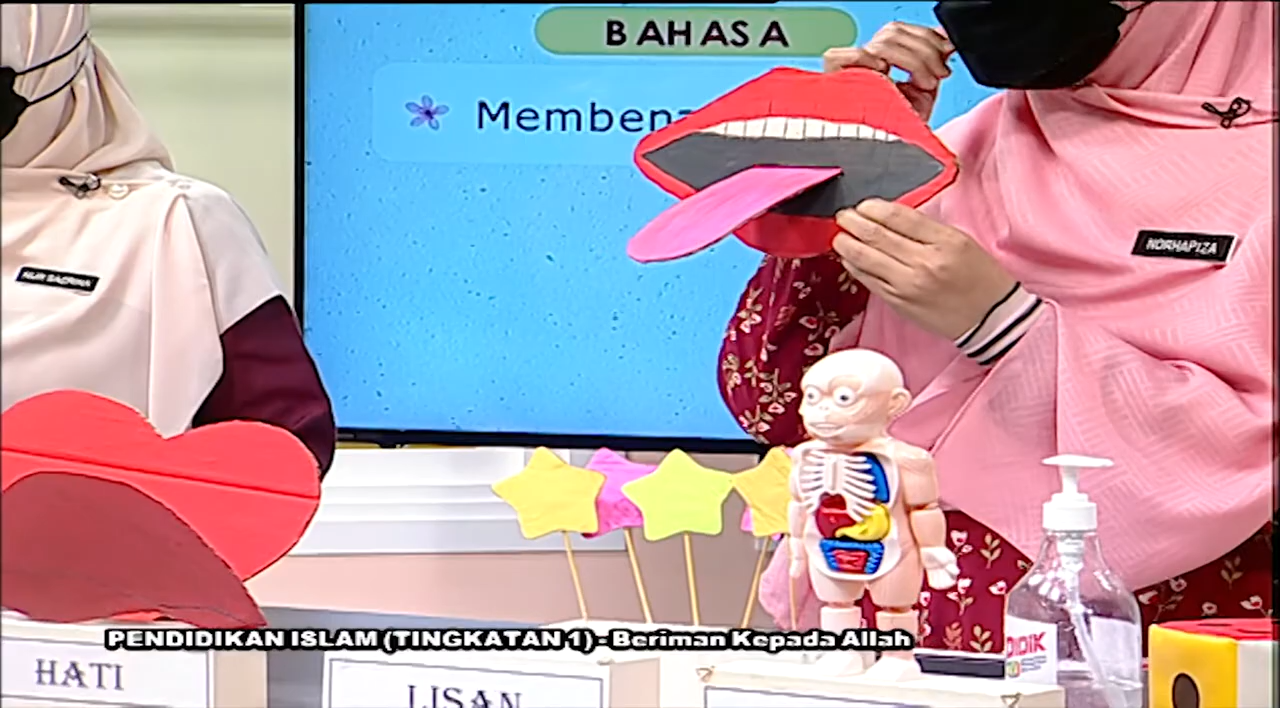 BAHASA
Membena
NORHAPIZA
PENDIDIKAN ISLAM (TINGKATAN 1) - Beriman Kepada Allah
DIDIK
HATI
LISAN